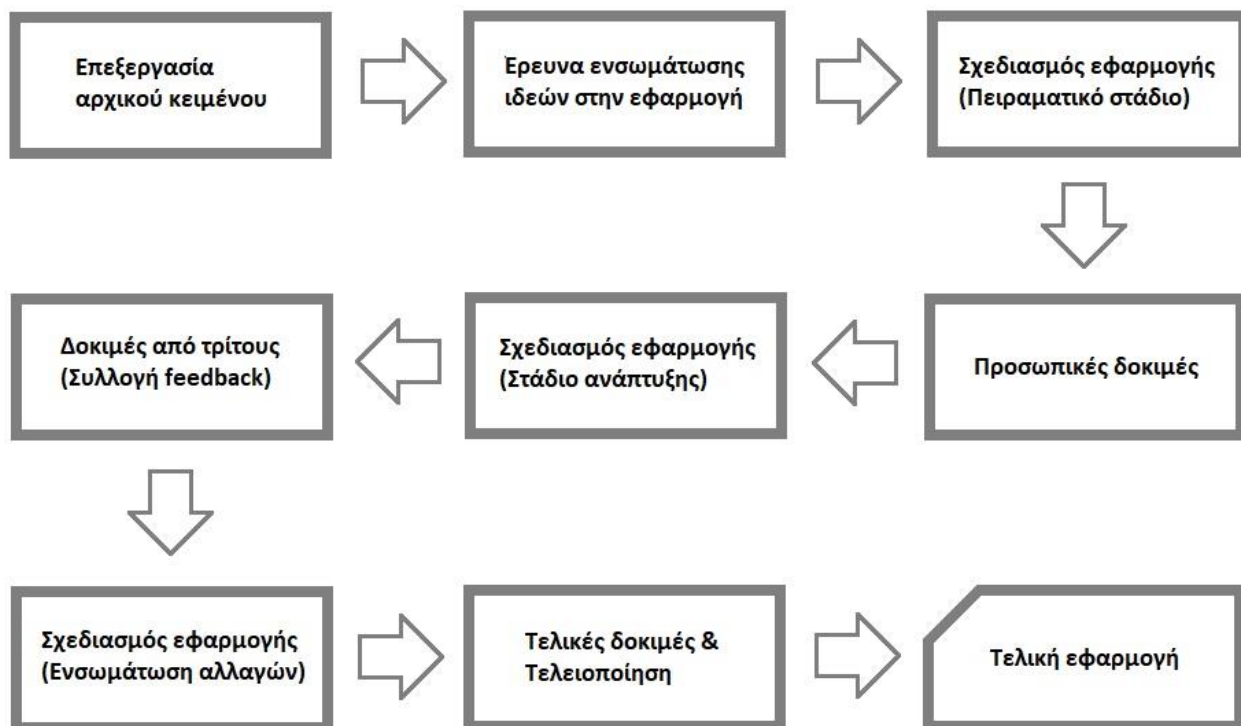 Επεξεργασία
αρχικού κειμένου
Έρευνα ενσωμάτωσης
ιδεών στην εφαρμογή
Σχεδιασμός εφαρμογής
(Πειραματικό στάδιο)
Προσωπικές δοκιμές
Σχεδιασμός εφαρμογής
(Στάδιο ανάπτυξης)
Δοκιμές από τρίτους
(Συλλογή feedback)
Σχεδιασμός εφαρμογής
(Ενσωμάτωση αλλαγών)
Τελικές δοκιμές &
Τελειοποίηση
Τελική εφαρμογή